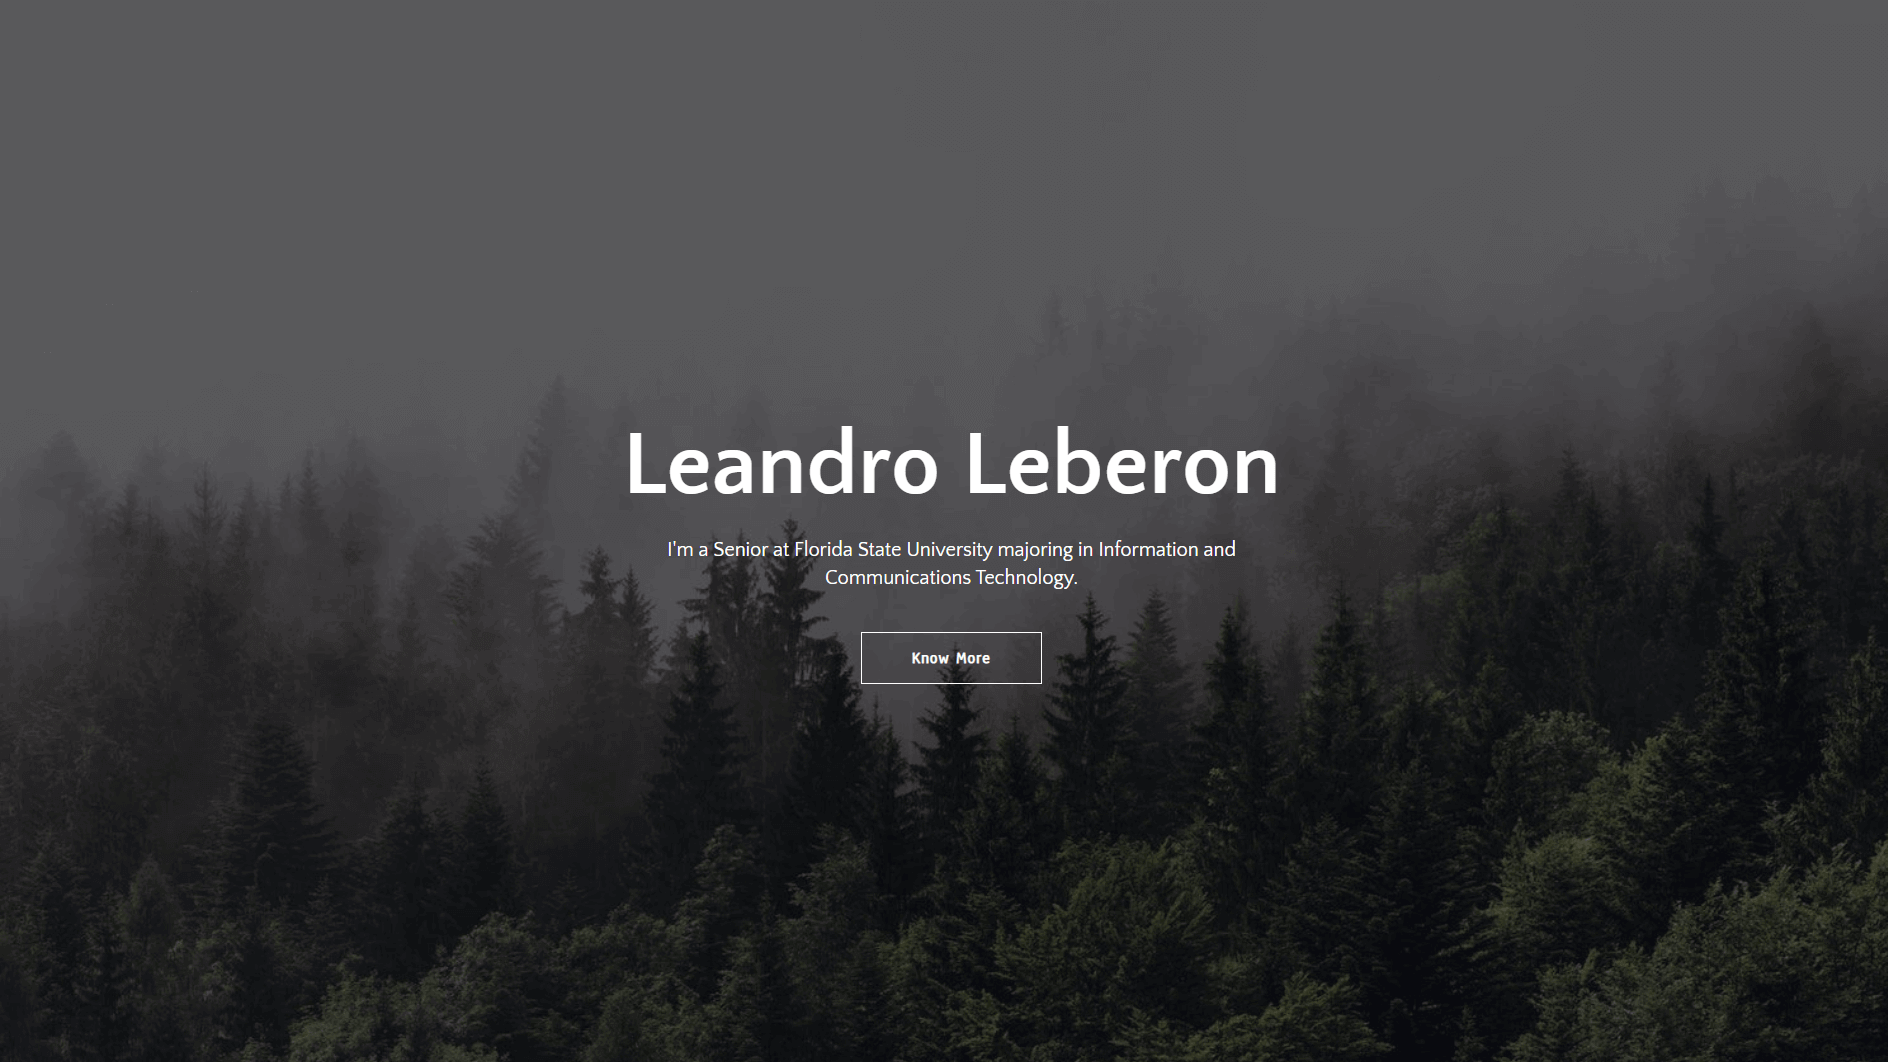 Leandro Leberon
I'm a Senior at Florida State University majoring in Information and
Communications Technology.
Know More